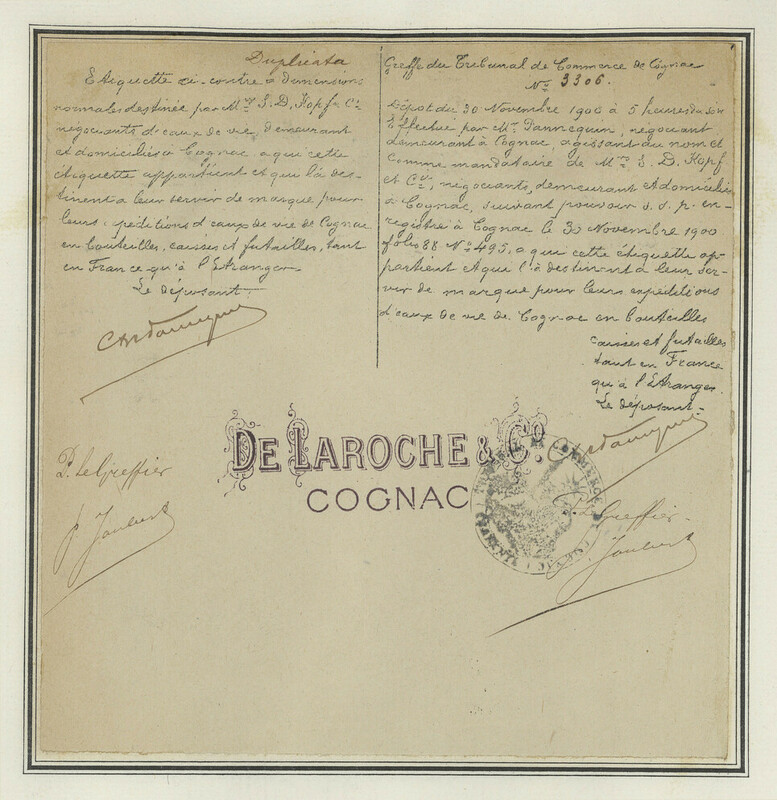 Duplicata
Etiquette ci-contre à dimensions
normales destinée par Mrs S. D. Kopf & Cie
négociants d'eaux de vie, demeurant
et domiciliés à Cognac à qui cette
étiquette appartient et qui la des-
tinent à leur servir de marque pour
leurs expéditions d'eaux de vie de Cognac
en bouteilles, caisses et futailles, tant
en France qu'à l'Etranger
Le déposant
Greffe du Tribunal de Commerce de Cognac
No 3306.
Dépôt du 30 Novembre 1900 à 5 heures du soir
Effectué par Mr Dannequin, négociant
demeurant à Cognac, agissant au nom et
comme mandataire de Mrs S. D. Kopf
et Cie, négociants, demeurant et domiciliés
à Cognac, suivant pouvoir s. s. p. en-
registré à Cognac le 30 Novembre 1900
folio 88 No 495, à qui cette étiquette ap-
partient et qui l'à destinent à leur ser-
vir de marque pour leurs expéditions
d'eaux de vie de Cognac en bouteilles
caisses et futailles
tant en France
qu'à l'Etranger.
Le déposant
DE LAROCHE & Co.
COGNAC
P. le Greffier
P. le Greffier